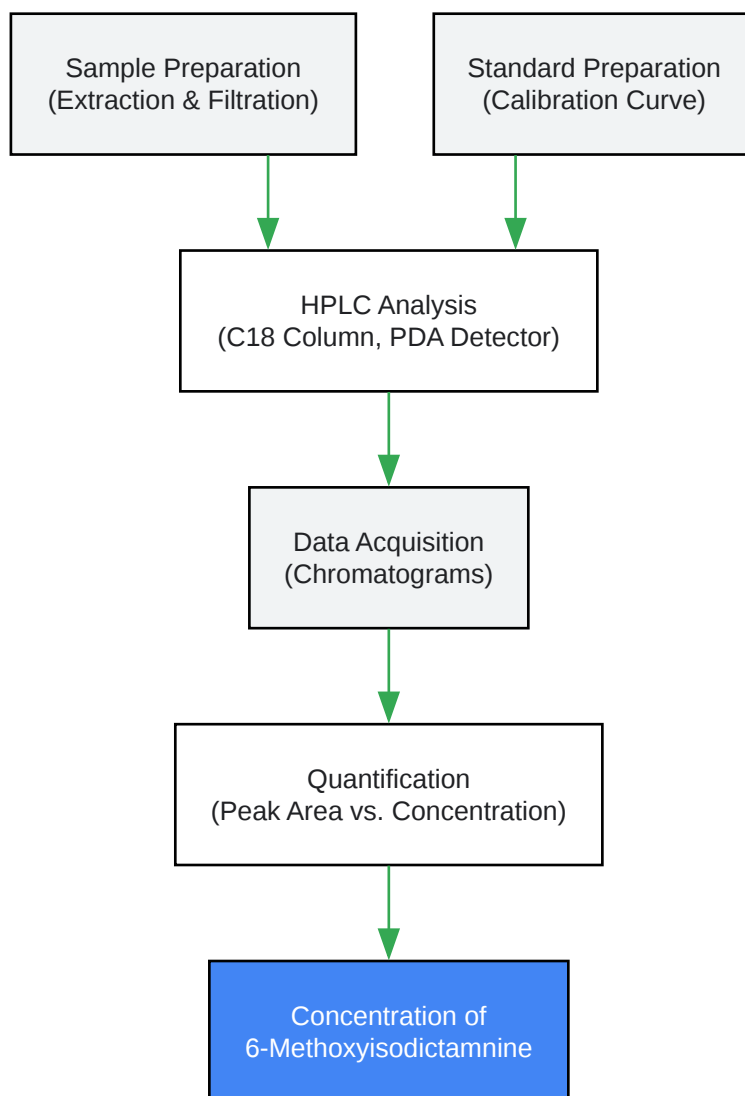 Sample Preparation
(Extraction & Filtration)
Standard Preparation
(Calibration Curve)
HPLC Analysis
(C18 Column, PDA Detector)
Data Acquisition
(Chromatograms)
Quantification
(Peak Area vs. Concentration)
Concentration of
6-Methoxyisodictamnine